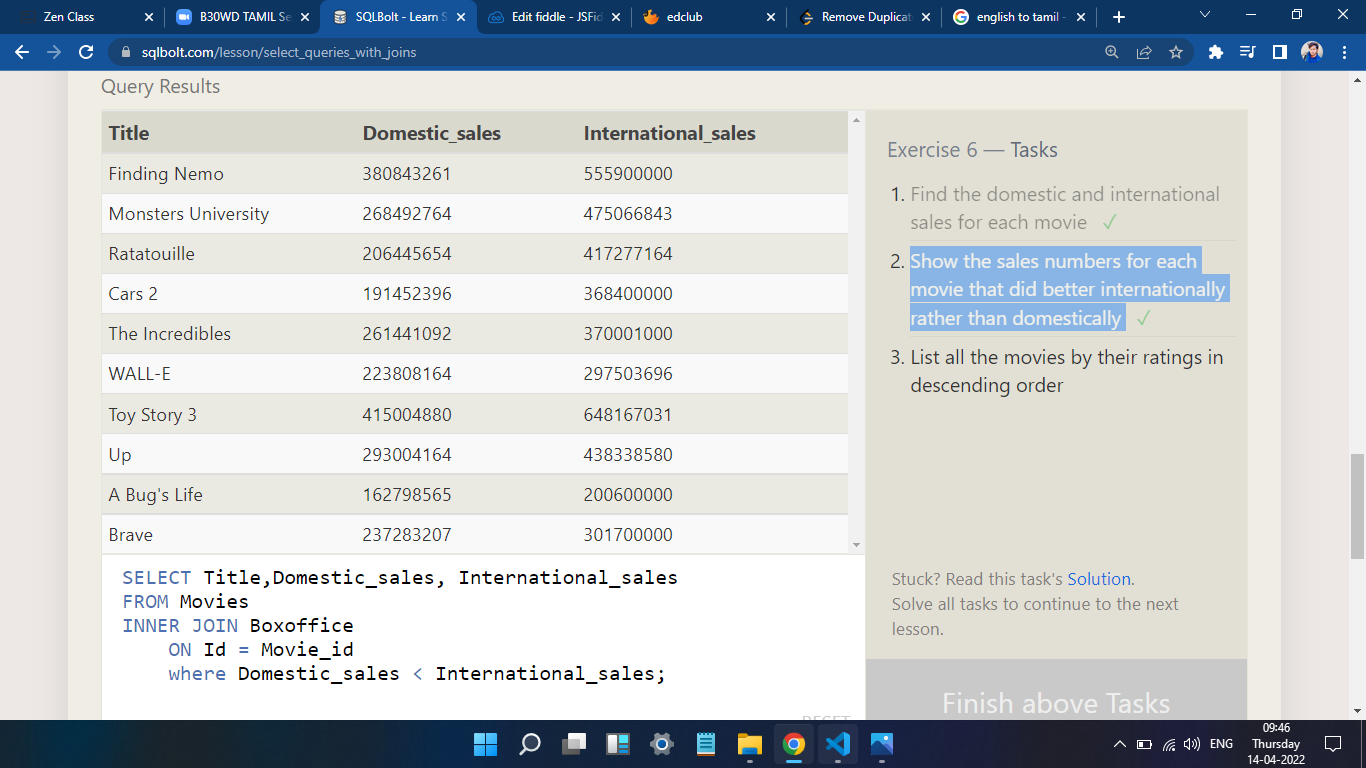 Zen Class
B30WD TAMIL Se
SQLBolt - Learn S
Edit fiddle - JSFid
edclub
Remove Duplicat
english to tamil -
sqlbolt.com/lesson/select_queries_with_joins
Query Results
Title Domestic_sales International_sales
Finding Nemo 380843261 555900000
Monsters University 268492764 475066843
Ratatouille 206445654 417277164
Cars 2 191452396 368400000
The Incredibles 261441092 370001000
WALL-E 223808164 297503696
Toy Story 3 415004880 648167031
Up 293004164 438338580
A Bug's Life 162798565 200600000
Brave 237283207 301700000
SELECT Title,Domestic_sales, International_sales
FROM Movies
INNER JOIN Boxoffice
ON Id = Movie_id
where Domestic_sales < International_sales;
RESET
Exercise 6 — Tasks
1. Find the domestic and international
sales for each movie ✓
2. Show the sales numbers for each
movie that did better internationally
rather than domestically ✓
3. List all the movies by their ratings in
descending order
Stuck? Read this task's Solution.
Solve all tasks to continue to the next
lesson.
Finish above Tasks
ENG
09:46
Thursday
14-04-2022